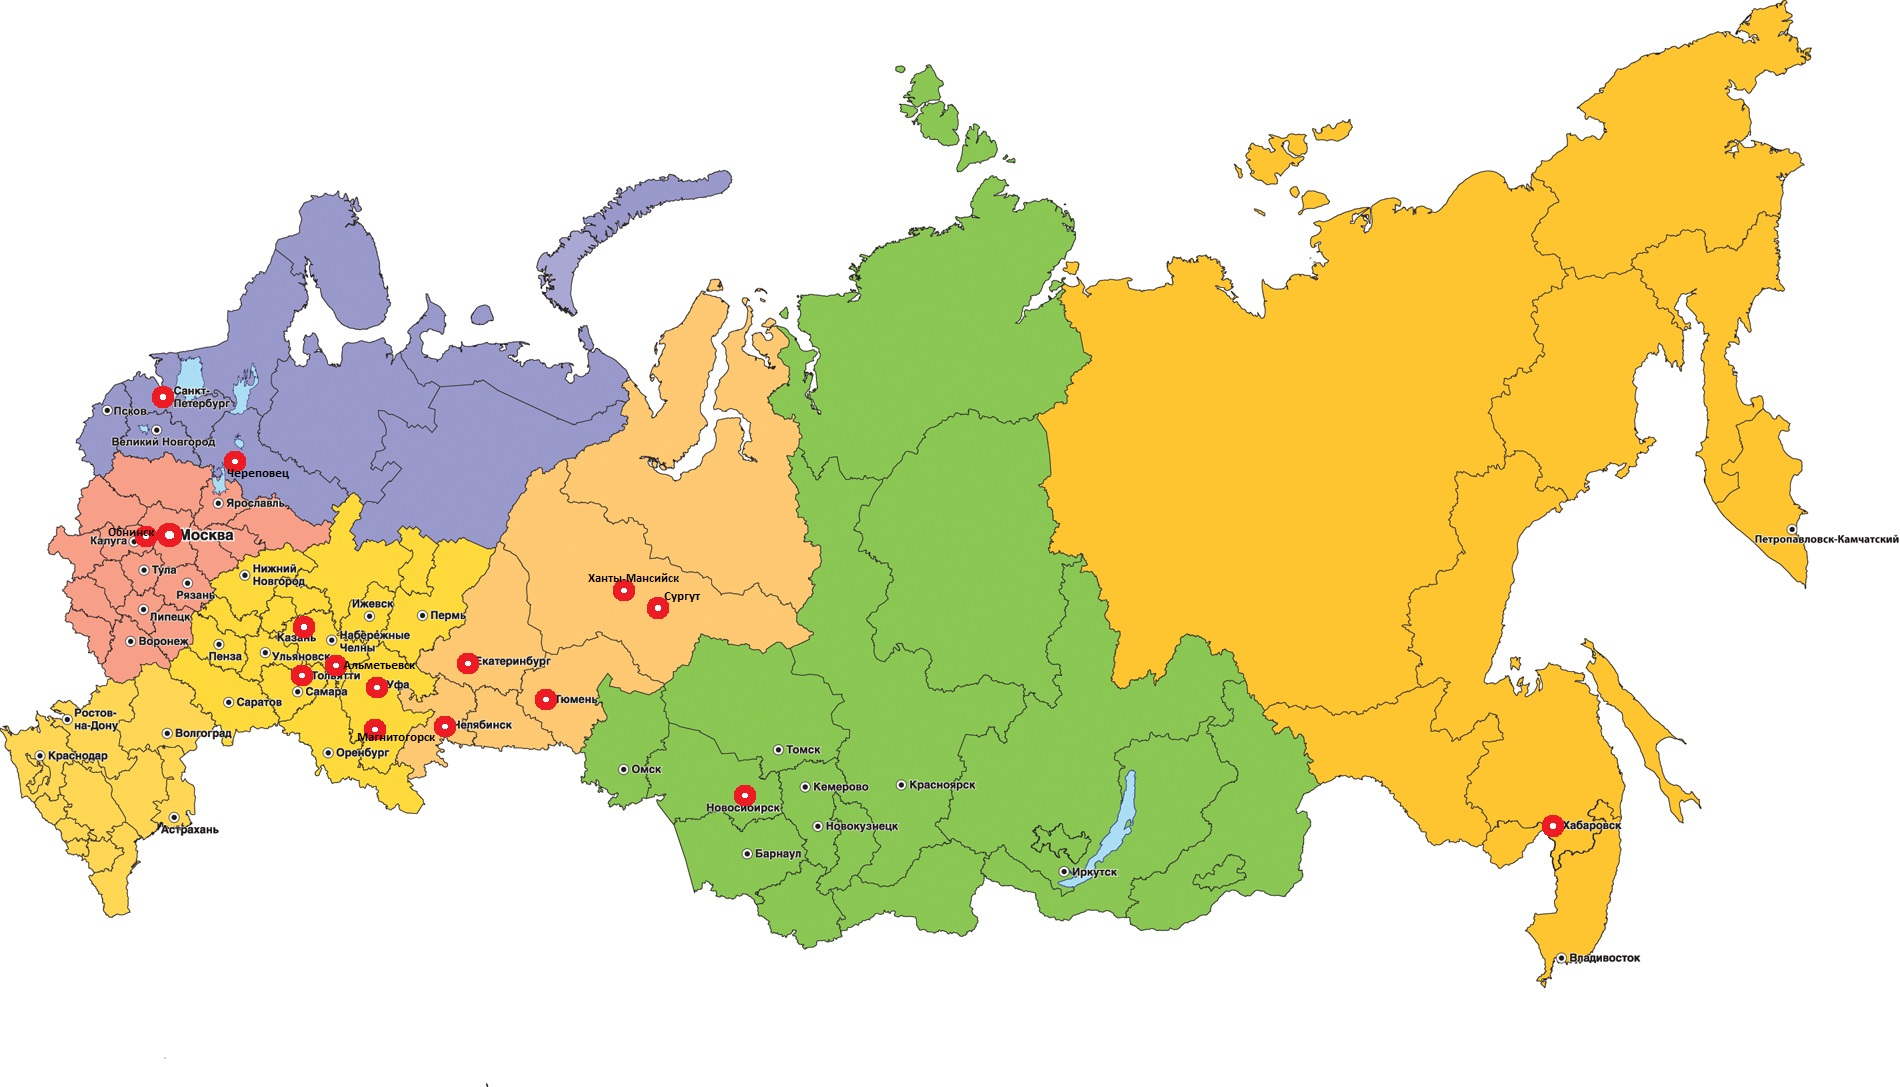 Санкт-
Петербург
Псков
Великий Новгород
Череповец
Ярославль
Обнинск
Калуга
Москва
Тула
Рязань
Липецк
Воронеж
Нижний
Новгород
Ижевск
Пермь
Казань
Набережные
Челны
Пенза
Ульяновск
Альметьевск
Тольятти
Самара
Уфа
Саратов
Магнитогорск
Оренбург
Ростов-
на-Дону
Волгоград
Краснодар
Астрахань
Ханты-Мансийск
Сургут
Екатеринбург
Тюмень
Челябинск
Томск
Омск
Кемерово
Красноярск
Новосибирск
Новокузнецк
Барнаул
Иркутск
Петропавловск-Камчатский
Хабаровск
Владивосток